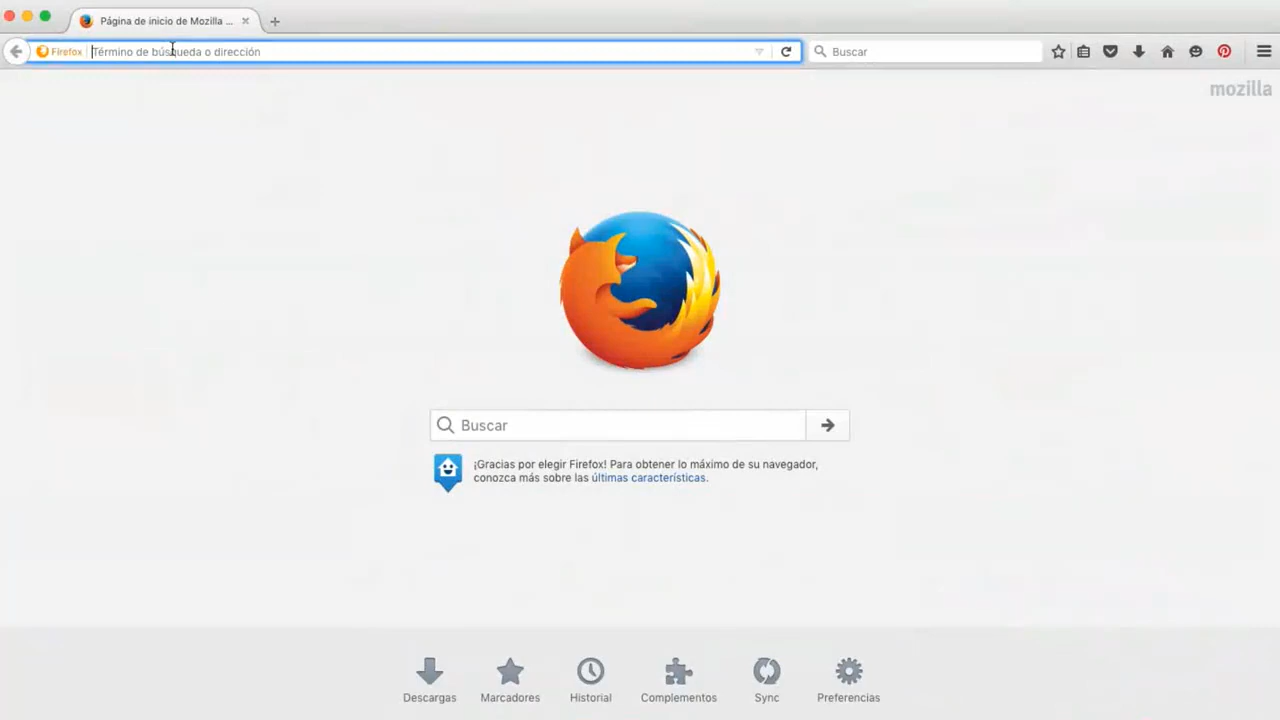 Página de inicio de Mozilla ...
Firefox
Término de búsqueda o dirección
Buscar
mozilla
Buscar
¡Gracias por elegir Firefox! Para obtener lo máximo de su navegador,
conozca más sobre las últimas características.
Descargas
Marcadores
Historial
Complementos
Sync
Preferencias